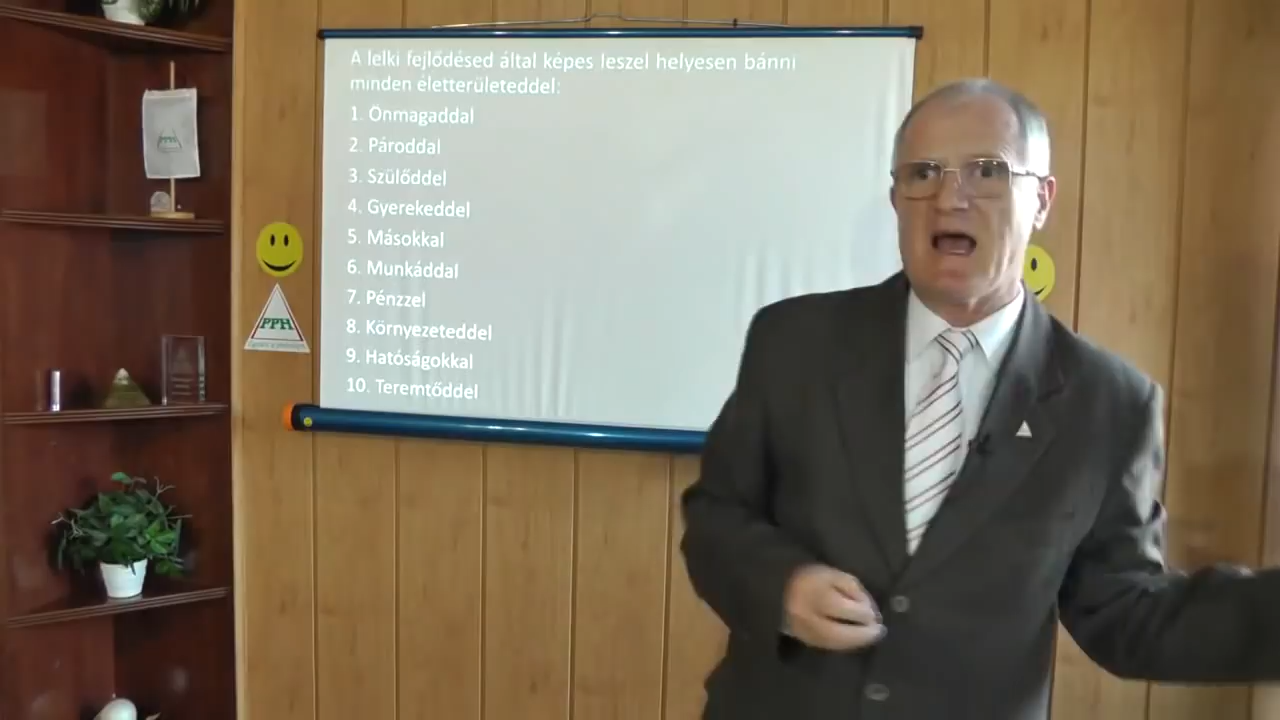 A lelki fejlődésed által képes leszel helyesen bánni
minden életterületeddel:
1. Önmagaddal
2. Pároddal
3. Szülőddel
4. Gyerekeddel
5. Másokkal
6. Munkáddal
7. Pénzzel
8. Környezeteddel
9. Hatóságokkal
10. Teremtőddel
PPH
PPH